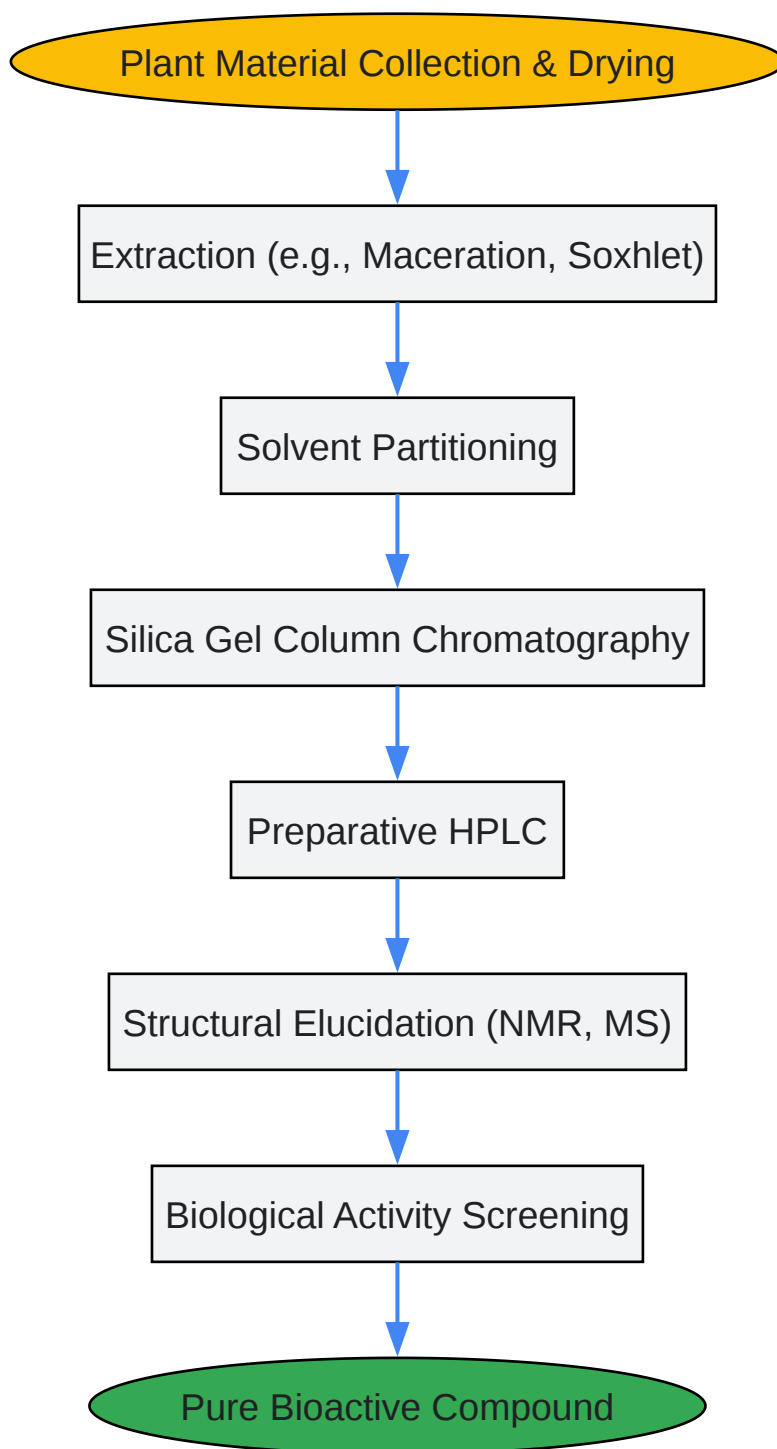 Plant Material Collection & Drying
Extraction (e.g., Maceration, Soxhlet)
Solvent Partitioning
Silica Gel Column Chromatography
Preparative HPLC
Structural Elucidation (NMR, MS)
Biological Activity Screening
Pure Bioactive Compound